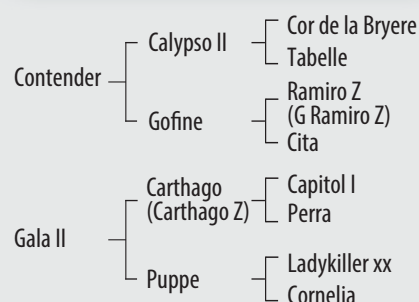 Cor de la Bryere
Calypso II
Tabelle
Contender
Ramiro Z
(G Ramiro Z)
Gofine
Cita
Carthago
(Carthago Z)
Capitol I
Perra
Gala II
Ladykiller xx
Puppe
Cornelia